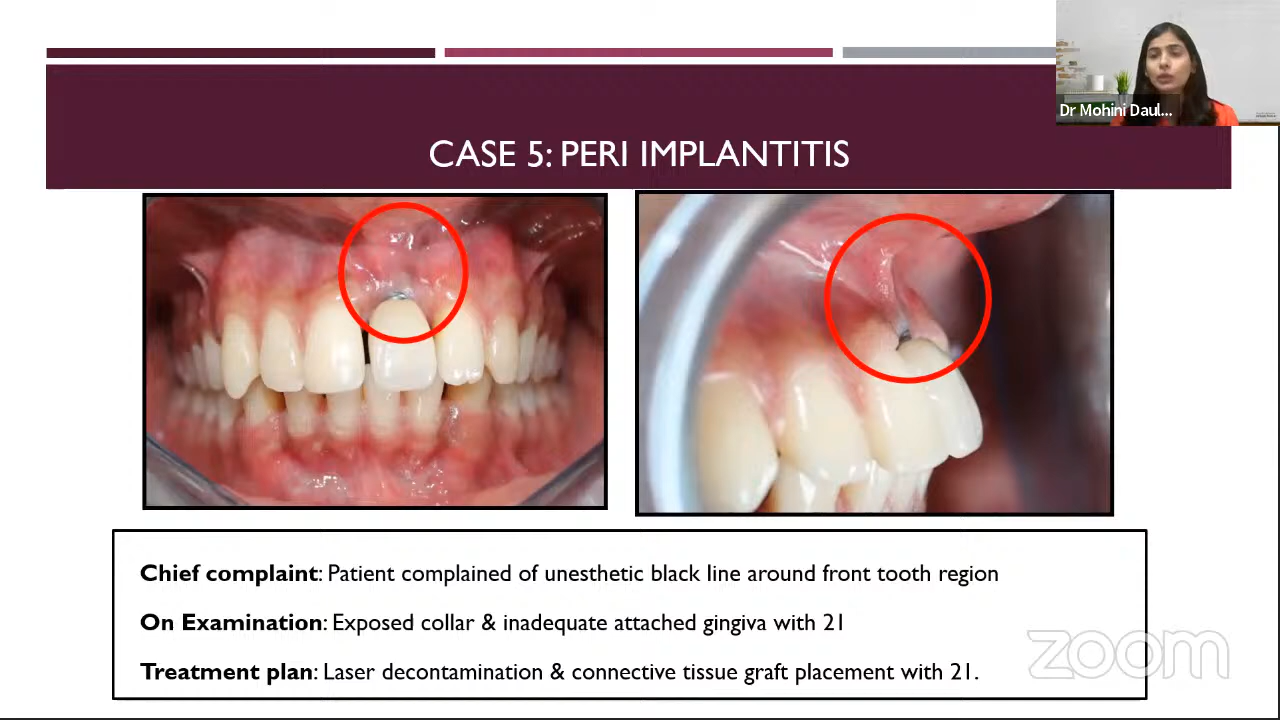 Dr Mohini Daul...
CASE 5: PERI IMPLANTITIS
Chief complaint: Patient complained of unesthetic black line around front tooth region
On Examination: Exposed collar & inadequate attached gingiva with 21
Treatment plan: Laser decontamination & connective tissue graft placement with 21.
zoom